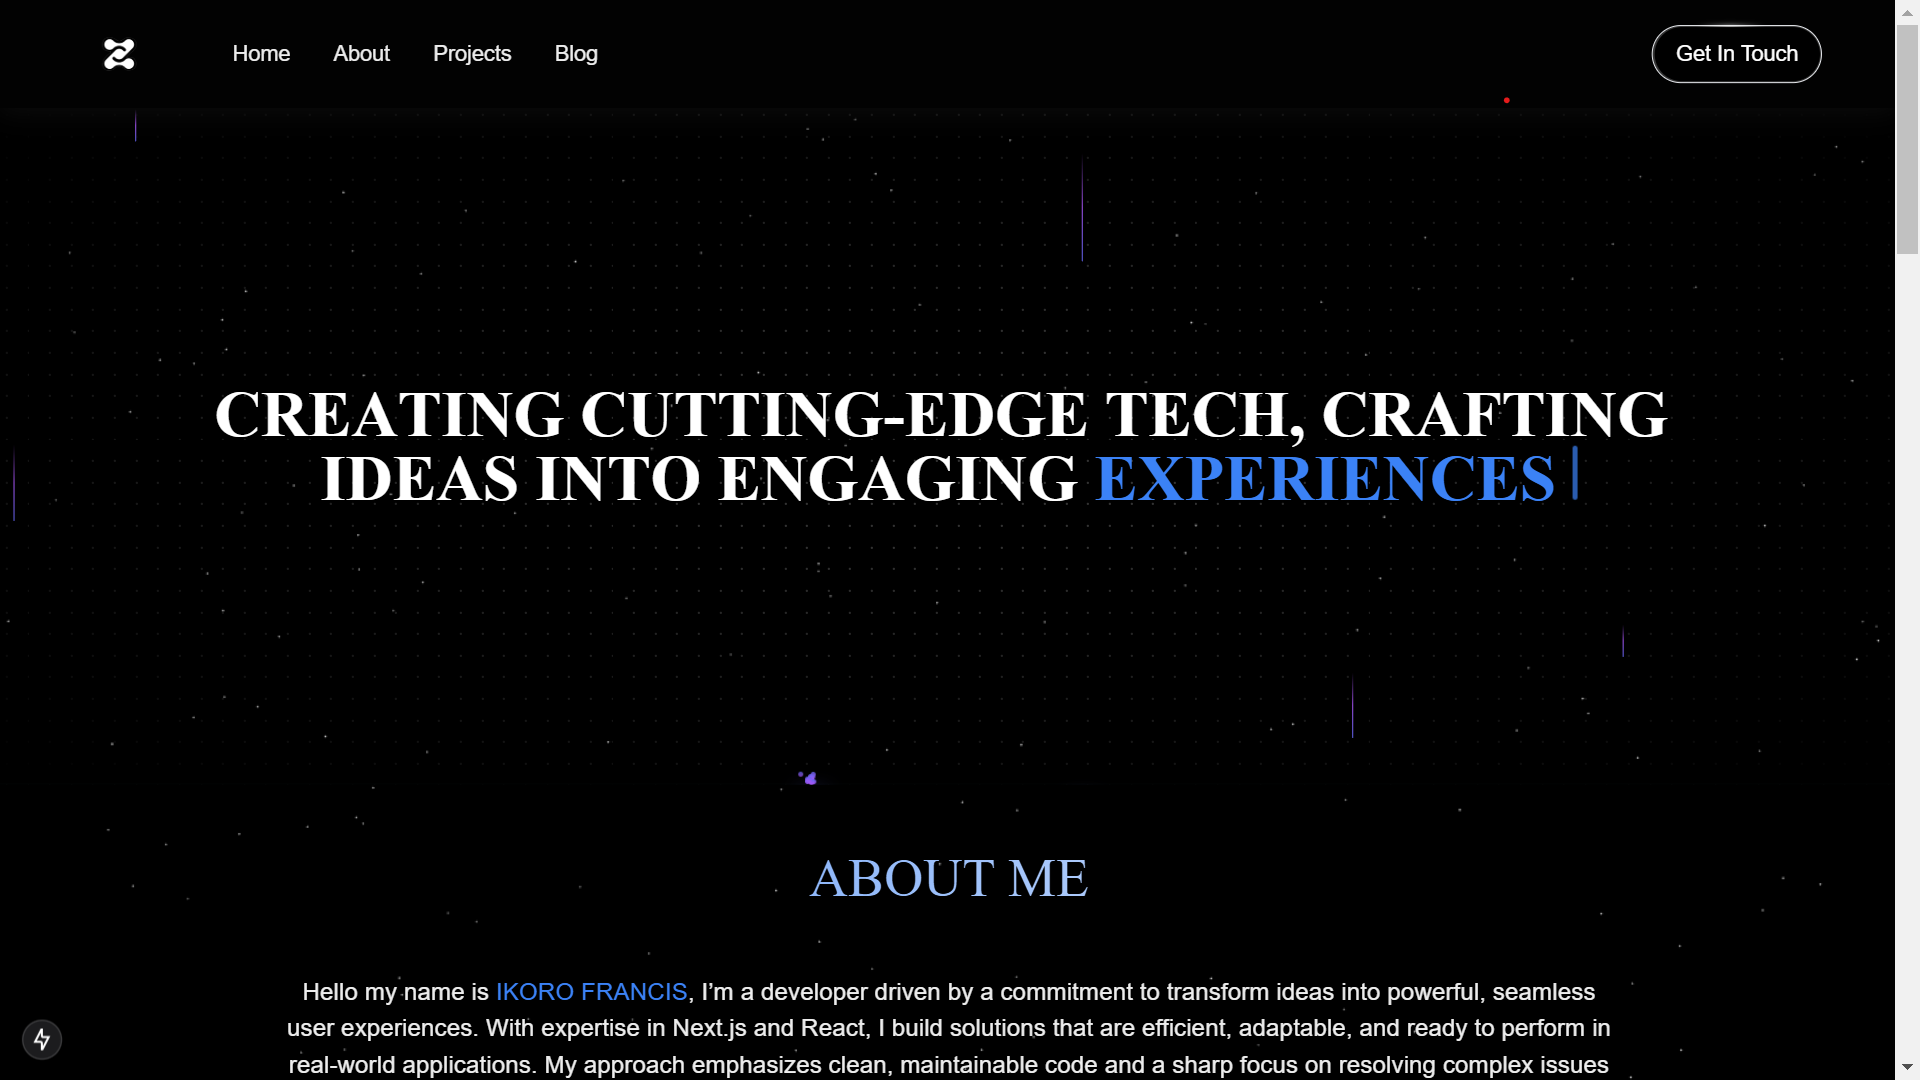 Home About Projects Blog Get In Touch
CREATING CUTTING-EDGE TECH, CRAFTING
IDEAS INTO ENGAGING EXPERIENCES
ABOUT ME
Hello my name is IKORO FRANCIS, I’m a developer driven by a commitment to transform ideas into powerful, seamless
user experiences. With expertise in Next.js and React, I build solutions that are efficient, adaptable, and ready to perform in
real-world applications. My approach emphasizes clean, maintainable code and a sharp focus on resolving complex issues